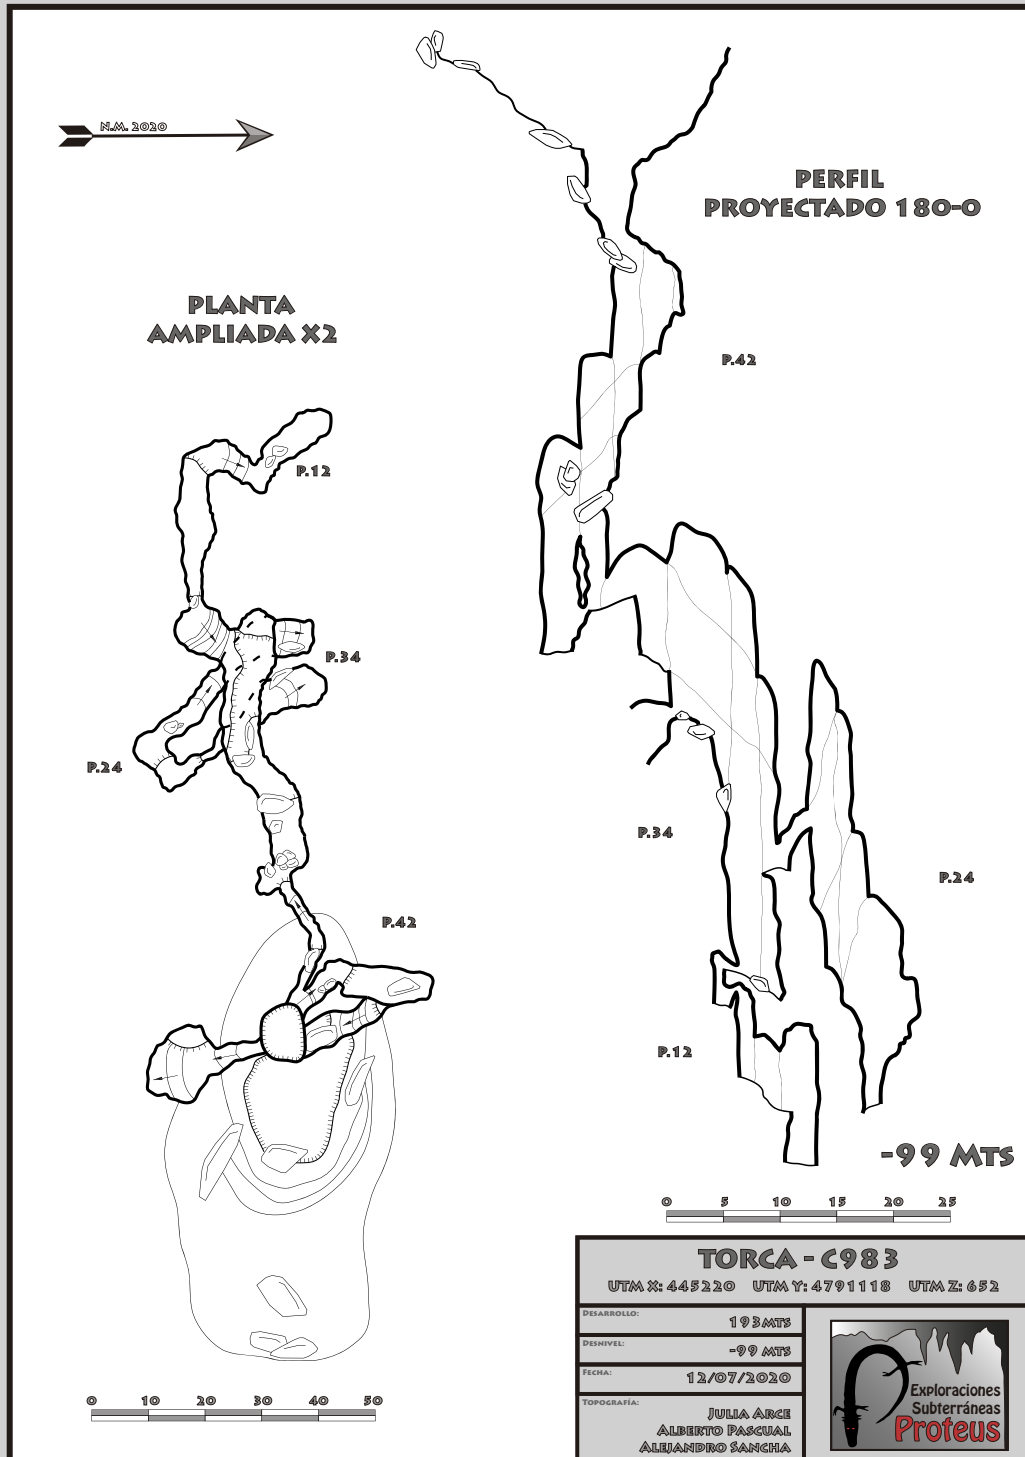 N.M. 2020
PERFIL
PROYECTADO 180-0
PLANTA
AMPLIADA X2
P.42
P.12
P.34
P.24
P.42
P.34
P.24
P.12
-99 MTS
0 5 10 15 20 25
0 10 20 30 40 50
TORCA - C983
UTM X: 445220 UTM Y: 4791118 UTM Z: 652
DESARROLLO:
193MTS
DESNIVEL:
-99 MTS
FECHA:
12/07/2020
TOPOGRAFÍA:
JULIA ARCE
ALBERTO PASCUAL
ALEJANDRO SANCHA
Exploraciones
Subterráneas
Proteus